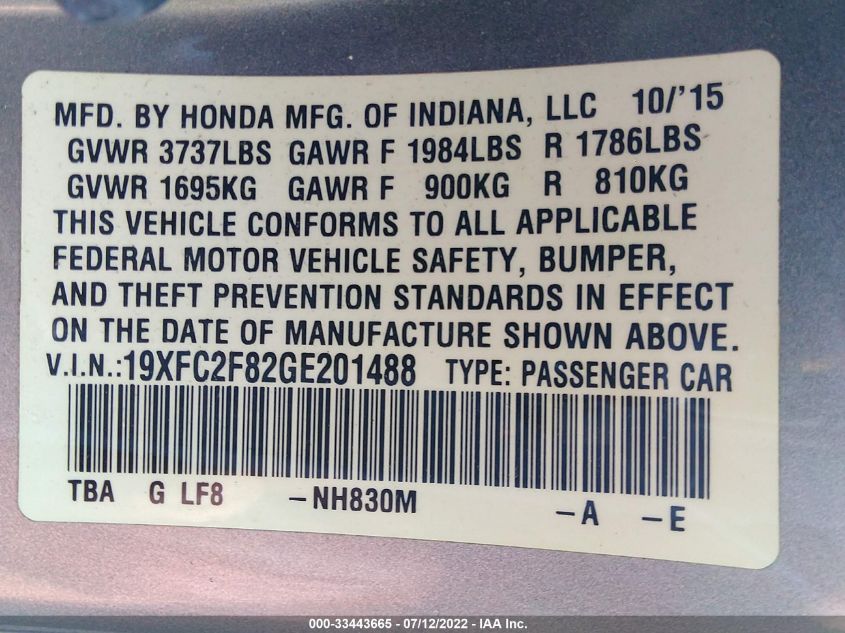 MFD. BY HONDA MFG. OF INDIANA, LLC 10/'15
GVWR 3737LBS GAWR F 1984LBS R 1786LBS
GVWR 1695KG GAWR F 900KG R 810KG
THIS VEHICLE CONFORMS TO ALL APPLICABLE
FEDERAL MOTOR VEHICLE SAFETY, BUMPER,
AND THEFT PREVENTION STANDARDS IN EFFECT
ON THE DATE OF MANUFACTURE SHOWN ABOVE.
V.I.N.:19XFC2F82GE201488 TYPE: PASSENGER CAR
TBA G LF8 -NH830M -A -E
000-33443665 - 07/12/2022 - IAA Inc.